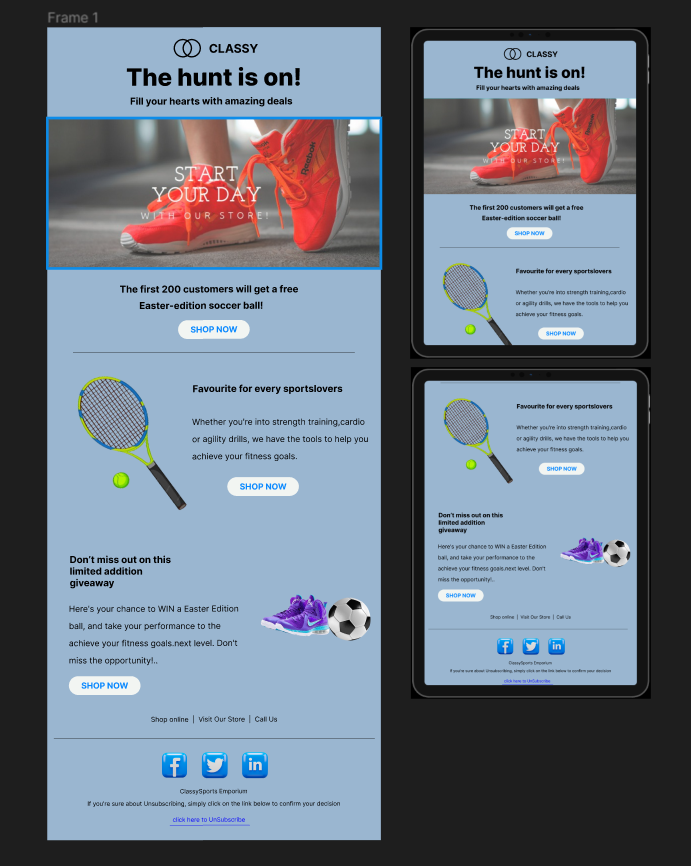 Frame 1
CLASSY
The hunt is on!
Fill your hearts with amazing deals
Reebok
START
YOUR DAY
WITH OUR STORE!
The first 200 customers will get a free
Easter-edition soccer ball!
SHOP NOW
Favourite for every sportslovers
Whether you're into strength training,cardio
or agility drills, we have the tools to help you
achieve your fitness goals.
SHOP NOW
Don't miss out on this
limited addition
giveaway
Here's your chance to WIN a Easter Edition
ball, and take your performance to the
achieve your fitness goals.next level. Don't
miss the opportunity!..
SHOP NOW
Shop online | Visit Our Store | Call Us
f in
ClassySports Emporium
If you're sure about Unsubscribing, simply click on the link below to confirm your decision
click here to UnSubscribe
CLASSY
The hunt is on!
Fill your hearts with amazing deals
START
YOUR DAY
WITH OUR STORE!
The first 200 customers will get a free
Easter-edition soccer ball!
SHOP NOW
Favourite for every sportslovers
Whether you're into strength training,cardio
or agility drills, we have the tools to help you
achieve your fitness goals.
SHOP NOW
Favourite for every sportslovers
Whether you're into strength training,cardio
or agility drills, we have the tools to help you
achieve your fitness goals.
SHOP NOW
Don't miss out on this
limited addition
giveaway
Here's your chance to WIN a Easter Edition
ball, and take your performance to the
achieve your fitness goals.next level. Don't
miss the opportunity!..
SHOP NOW
Shop online | Visit Our Store | Call Us
f in
ClassySports Emporium
If you're sure about Unsubscribing, simply click on the link below to confirm your decision
click here to UnSubscribe